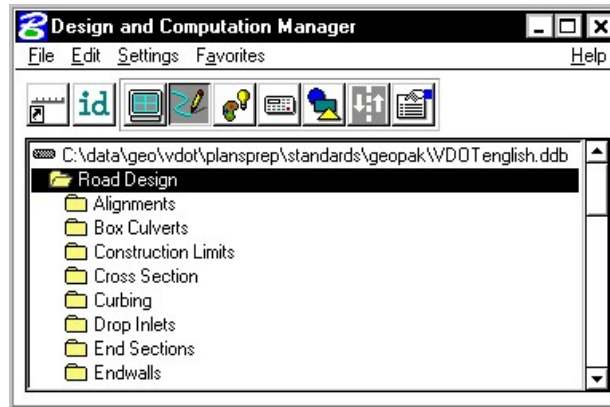 Design and Computation Manager
File Edit Settings Favorites Help
id
C:\data\geo\vdot\plansprep\standards\geopak\VDOTenglish.ddb
Road Design
Alignments
Box Culverts
Construction Limits
Cross Section
Curbing
Drop Inlets
End Sections
Endwalls